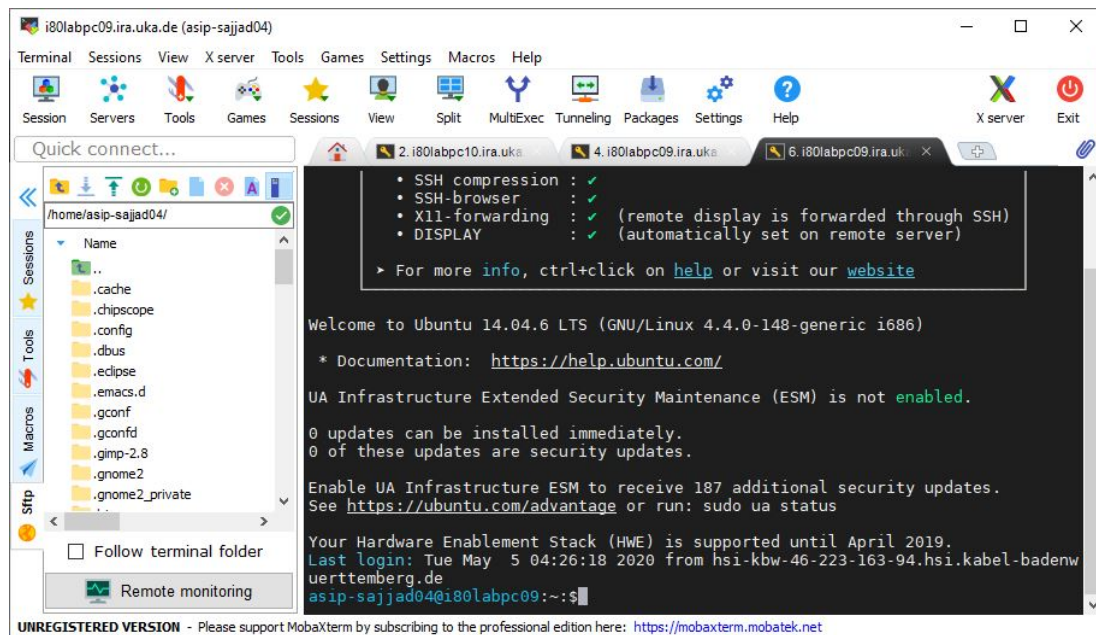 i80labpc09.ira.uka.de (asip-sajjad04)
Terminal Sessions View X server Tools Games Settings Macros Help
Session Servers Tools Games Sessions View Split MultiExec Tunneling Packages Settings Help X server Exit
Quick connect...
2. i80labpc10.ira.uka
4. i80labpc09.ira.uka
6. i80labpc09.ira.uk
/home/asip-sajjad04/
Name
..
.cache
.chipscope
.config
.dbus
.eclipse
.emacs.d
.gconf
.gconfd
.gimp-2.8
.gnome2
.gnome2_private
Sessions
Tools
Macros
Sftp
Follow terminal folder
Remote monitoring
• SSH compression : ✔
• SSH-browser : ✔
• X11-forwarding : ✔ (remote display is forwarded through SSH)
• DISPLAY : ✔ (automatically set on remote server)
➤ For more info, ctrl+click on help or visit our website
Welcome to Ubuntu 14.04.6 LTS (GNU/Linux 4.4.0-148-generic i686)
* Documentation: https://help.ubuntu.com/
UA Infrastructure Extended Security Maintenance (ESM) is not enabled.
0 updates can be installed immediately.
0 of these updates are security updates.
Enable UA Infrastructure ESM to receive 187 additional security updates.
See https://ubuntu.com/advantage or run: sudo ua status
Your Hardware Enablement Stack (HWE) is supported until April 2019.
Last login: Tue May 5 04:26:18 2020 from hsi-kbw-46-223-163-94.hsi.kabel-badenw
uerttemberg.de
asip-sajjad04@i80labpc09:~:$
UNREGISTERED VERSION - Please support MobaXterm by subscribing to the professional edition here: https://mobaxterm.mobatek.net